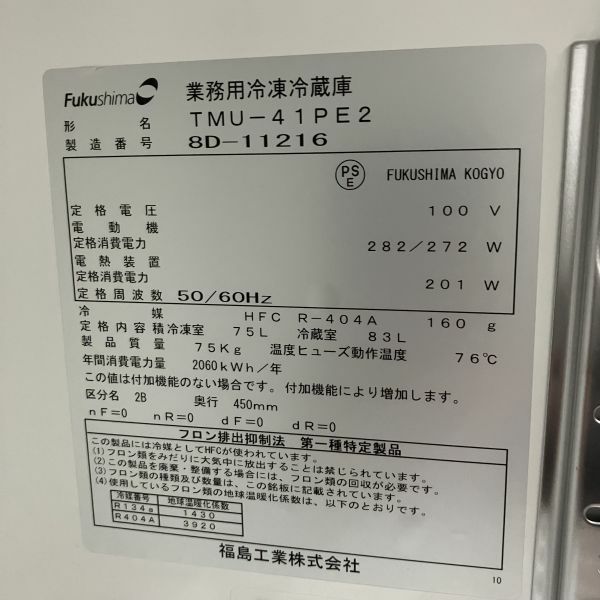 Fukushima 業務用冷凍冷蔵庫
形名 TMU-41PE2
製造番号 8D-11216
PSE FUKUSHIMA KOGYO
定格電圧 100 V
電動機
定格消費電力 282/272 W
電熱装置
定格消費電力 201 W
定格周波数 50/60Hz
冷媒 HFC R-404A 160 g
定格内容積 冷凍室 75L 冷蔵室 83L
製品質量 75Kg 温度ヒューズ動作温度 76℃
年間消費電力量 2060kWh/年
この値は付加機能のない場合です。付加機能により増加します。
区分名 2B 奥行 450mm
nF=0 nR=0 dF=0 dR=0
フロン排出抑制法 第一種特定製品
この製品には冷媒としてHFCが使われています。
(1)フロン類をみだりに大気中に放出することは禁じられています。
(2)この製品を廃棄・整備する場合には、フロン類の回収が必要です。
(3)フロン類の種類及び数量は、この銘板に記載されています。
(4)使用しているフロン類の地球温暖化係数は、以下のとおりです。
冷媒番号 地球温暖化係数
R134a 1430
R404A 3920
福島工業株式会社
10